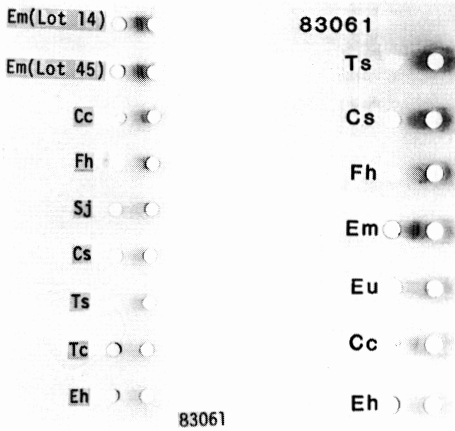 Em(Lot 14)
Em(Lot 45)
Cc
Fh
Sj
Cs
Ts
Tc
Eh
83061
83061
Ts
Cs
Fh
Em
Eu
Cc
Eh